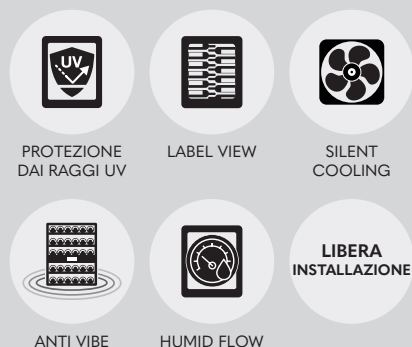 UV
PROTEZIONE
DAI RAGGI UV
LABEL VIEW
SILENT
COOLING
ANTI VIBE
HUMID FLOW
LIBERA
INSTALLAZIONE